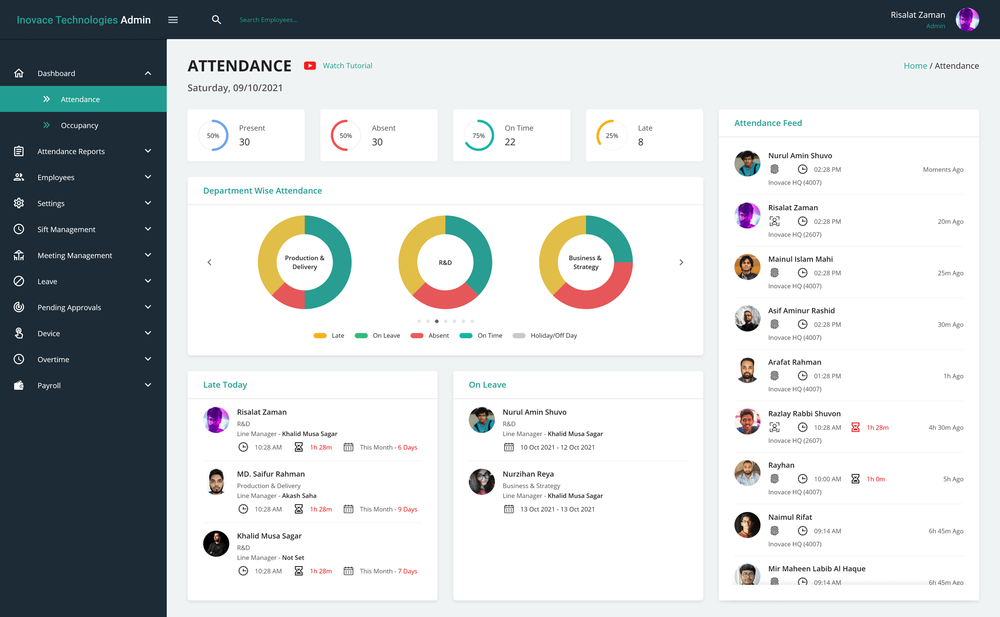 Inovace Technologies Admin
Search Employees...
Risalat Zaman
Admin
Dashboard
Attendance
Occupancy
Attendance Reports
Employees
Settings
Sift Management
Meeting Management
Leave
Pending Approvals
Device
Overtime
Payroll
ATTENDANCE
Watch Tutorial
Home / Attendance
Saturday, 09/10/2021
50%
Present
30
50%
Absent
30
75%
On Time
22
25%
Late
8
Department Wise Attendance
Production &
Delivery
R&D
Business &
Strategy
Late
On Leave
Absent
On Time
Holiday/Off Day
Late Today
Risalat Zaman
R&D
Line Manager - Khalid Musa Sagar
10:28 AM 1h 28m This Month - 6 Days
MD. Saifur Rahman
Production & Delivery
Line Manager - Akash Saha
10:28 AM 1h 28m This Month - 9 Days
Khalid Musa Sagar
R&D
Line Manager - Not Set
10:28 AM 1h 28m This Month - 7 Days
On Leave
Nurul Amin Shuvo
R&D
Line Manager - Khalid Musa Sagar
10 Oct 2021 - 12 Oct 2021
Nurzihan Reya
Business & Strategy
Line Manager - Khalid Musa Sagar
13 Oct 2021 - 13 Oct 2021
Attendance Feed
Nurul Amin Shuvo
02:28 PM Moments Ago
Inovace HQ (4007)
Risalat Zaman
02:28 PM 20m Ago
Inovace HQ (2607)
Mainul Islam Mahi
02:28 PM 25m Ago
Inovace HQ (4007)
Asif Aminur Rashid
02:28 PM 30m Ago
Inovace HQ (4007)
Arafat Rahman
01:28 PM 1h Ago
Inovace HQ (4007)
Razlay Rabbi Shuvon
10:28 AM 1h 28m 4h 30m Ago
Inovace HQ (2607)
Rayhan
10:00 AM 1h 0m 5h Ago
Inovace HQ (4007)
Naimul Rifat
09:14 AM 6h 45m Ago
Inovace HQ (4007)
Mir Maheen Labib Al Haque
09:14 AM 6h 45m Ago